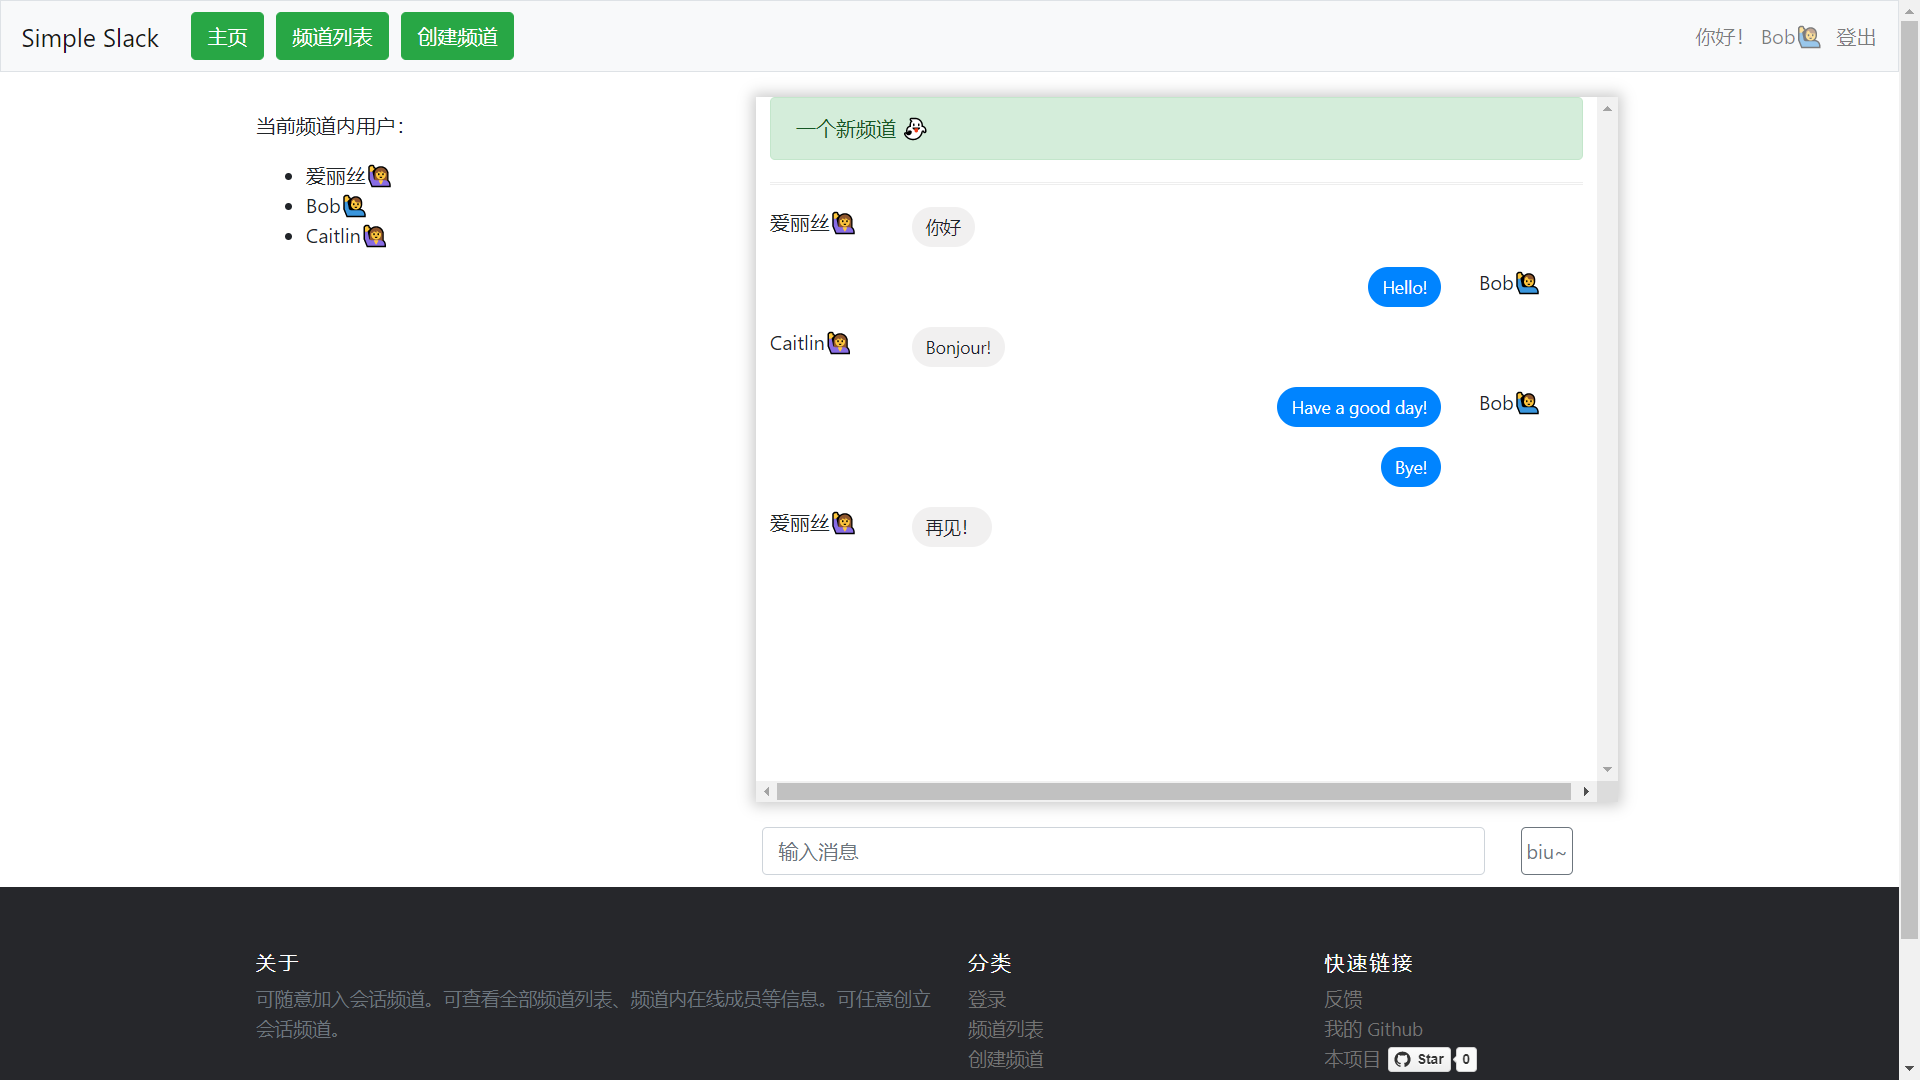 Simple Slack 主页 频道列表 创建频道 你好！ Bob🙋‍♂️ 登出
当前频道内用户：
爱丽丝🙋‍♀️
Bob🙋‍♂️
Caitlin🙋‍♀️
一个新频道 👻
爱丽丝🙋‍♀️ 你好
Hello! Bob🙋‍♂️
Caitlin🙋‍♀️ Bonjour!
Have a good day! Bob🙋‍♂️
Bye!
爱丽丝🙋‍♀️ 再见！
输入消息 biu~
关于
可随意加入会话频道。可查看全部频道列表、频道内在线成员等信息。可任意创立
会话频道。
分类
登录
频道列表
创建频道
快速链接
反馈
我的 Github
本项目 Star 0